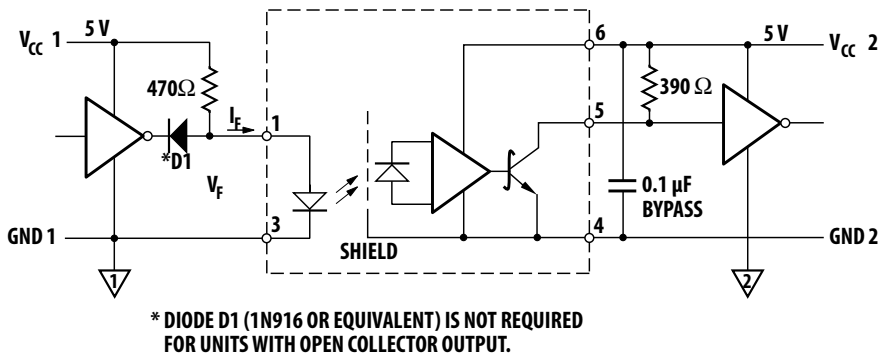 V_CC 1
5 V
470Ω
I_F
*D1
V_F
GND 1
1
1
3
SHIELD
6
5
4
5 V
V_CC 2
390 Ω
0.1 µF
BYPASS
GND 2
2
* DIODE D1 (1N916 OR EQUIVALENT) IS NOT REQUIRED
FOR UNITS WITH OPEN COLLECTOR OUTPUT.